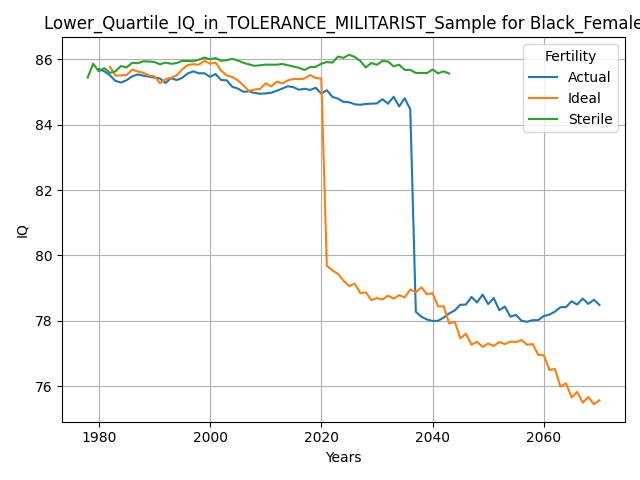 Lower_Quartile_IQ_in_TOLERANCE_MILITARIST_Sample for Black_Female
Fertility
Actual
Ideal
Sterile
86
84
82
80
78
76
IQ
1980
2000
2020
2040
2060
Years